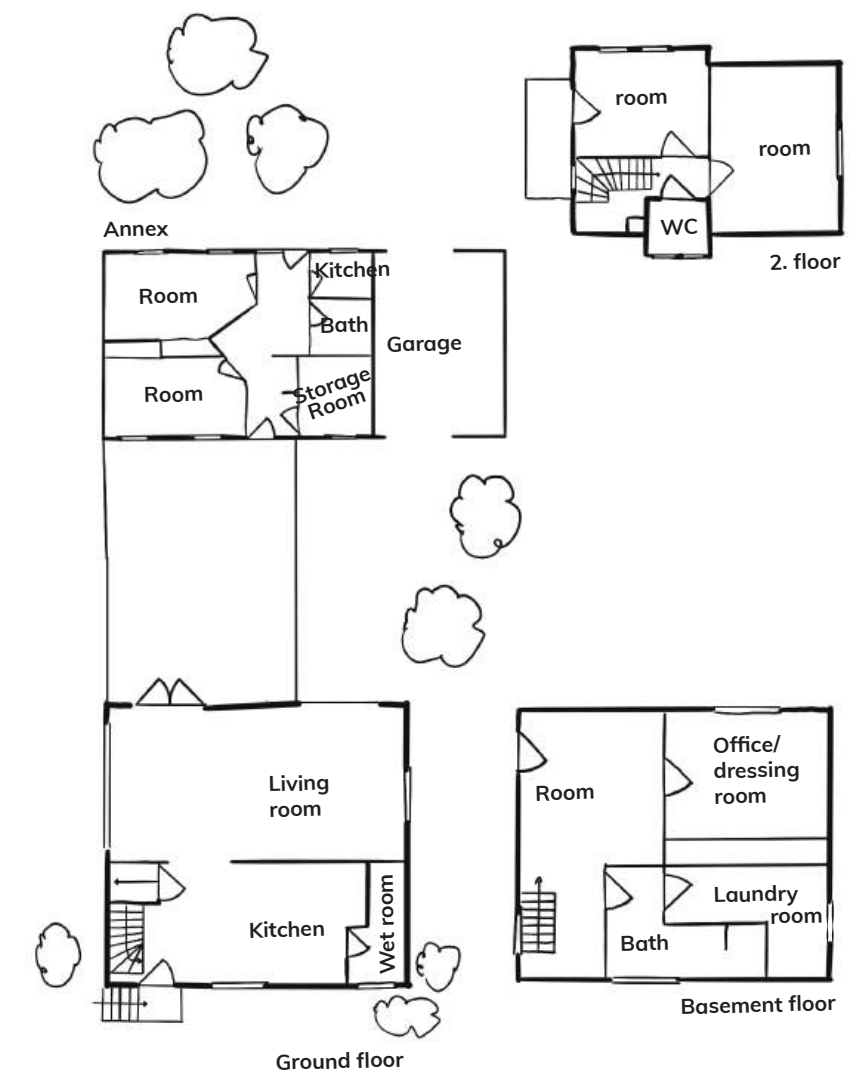 room
room
WC
2. floor
Annex
Kitchen
Room
Bath
Garage
Room
Storage
Room
Living
room
Kitchen
Wet room
Ground floor
Office/
dressing
room
Room
Laundry
room
Bath
Basement floor